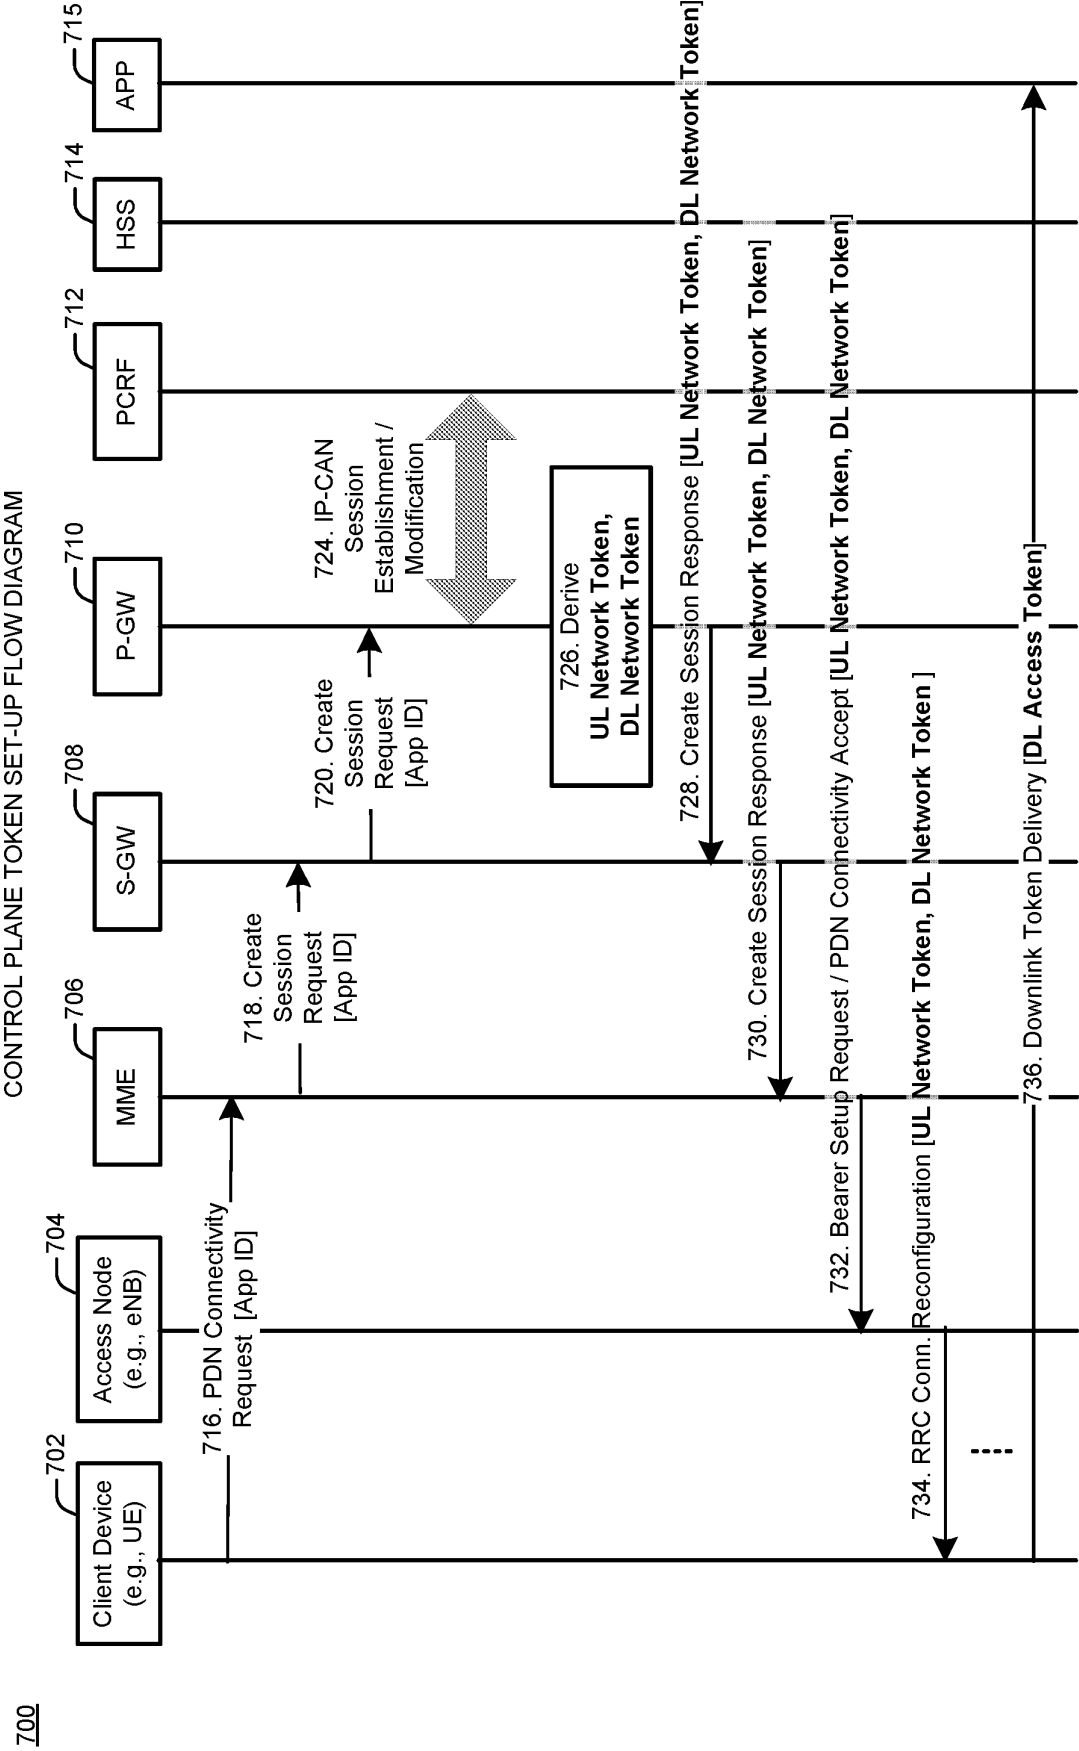 700
CONTROL PLANE TOKEN SET-UP FLOW DIAGRAM
702
704
706
708
710
712
714
715
Client Device
(e.g., UE)
Access Node
(e.g., eNB)
MME
S-GW
P-GW
PCRF
HSS
APP
716. PDN Connectivity
Request [App ID]
718. Create
Session
Request
[App ID]
720. Create
Session
Request
[App ID]
724. IP-CAN
Session
Establishment /
Modification
726. Derive
UL Network Token,
DL Network Token
728. Create Session Response [UL Network Token, DL Network Token]
730. Create Session Response [UL Network Token, DL Network Token]
732. Bearer Setup Request / PDN Connectivity Accept [UL Network Token, DL Network Token]
734. RRC Conn. Reconfiguration [UL Network Token, DL Network Token ]
736. Downlink Token Delivery [DL Access Token]